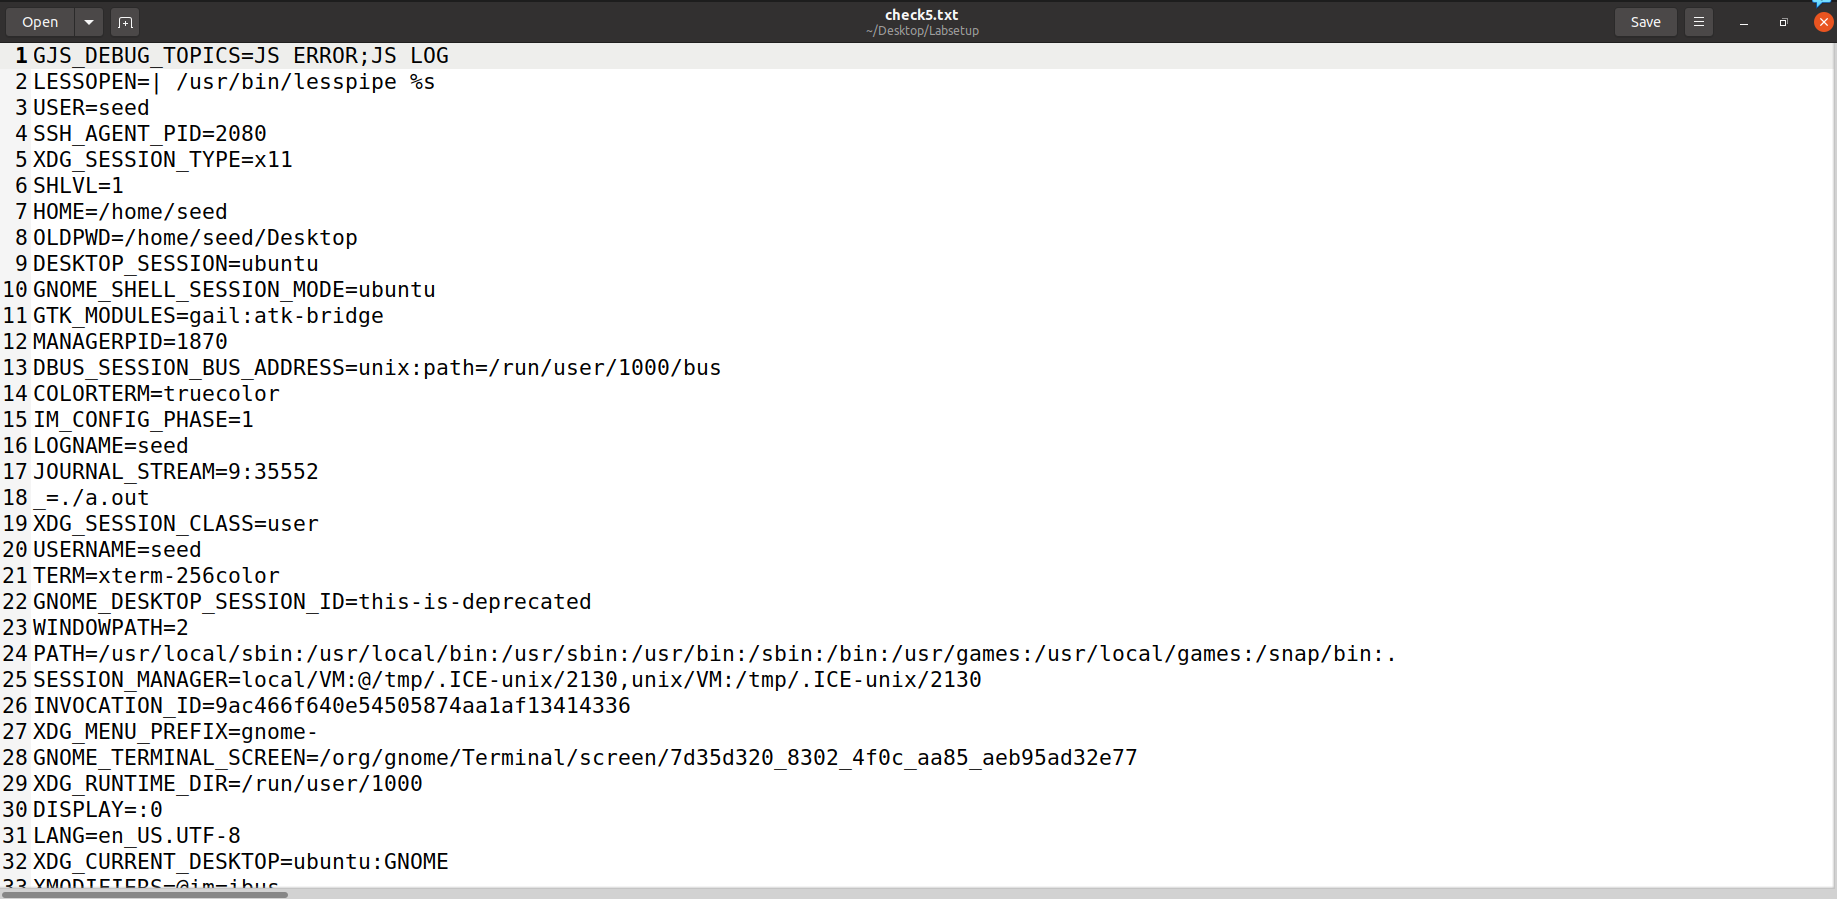 Open
check5.txt
~/Desktop/Labsetup
Save
1 GJS_DEBUG_TOPICS=JS ERROR;JS LOG
2 LESSOPEN=| /usr/bin/lesspipe %s
3 USER=seed
4 SSH_AGENT_PID=2080
5 XDG_SESSION_TYPE=x11
6 SHLVL=1
7 HOME=/home/seed
8 OLDPWD=/home/seed/Desktop
9 DESKTOP_SESSION=ubuntu
10 GNOME_SHELL_SESSION_MODE=ubuntu
11 GTK_MODULES=gail:atk-bridge
12 MANAGERPID=1870
13 DBUS_SESSION_BUS_ADDRESS=unix:path=/run/user/1000/bus
14 COLORTERM=truecolor
15 IM_CONFIG_PHASE=1
16 LOGNAME=seed
17 JOURNAL_STREAM=9:35552
18 _=./a.out
19 XDG_SESSION_CLASS=user
20 USERNAME=seed
21 TERM=xterm-256color
22 GNOME_DESKTOP_SESSION_ID=this-is-deprecated
23 WINDOWPATH=2
24 PATH=/usr/local/sbin:/usr/local/bin:/usr/sbin:/usr/bin:/sbin:/bin:/usr/games:/usr/local/games:/snap/bin:.
25 SESSION_MANAGER=local/VM:@/tmp/.ICE-unix/2130,unix/VM:/tmp/.ICE-unix/2130
26 INVOCATION_ID=9ac466f640e54505874aa1af13414336
27 XDG_MENU_PREFIX=gnome-
28 GNOME_TERMINAL_SCREEN=/org/gnome/Terminal/screen/7d35d320_8302_4f0c_aa85_aeb95ad32e77
29 XDG_RUNTIME_DIR=/run/user/1000
30 DISPLAY=:0
31 LANG=en_US.UTF-8
32 XDG_CURRENT_DESKTOP=ubuntu:GNOME
33 XMODIFIERS=@im=ibus